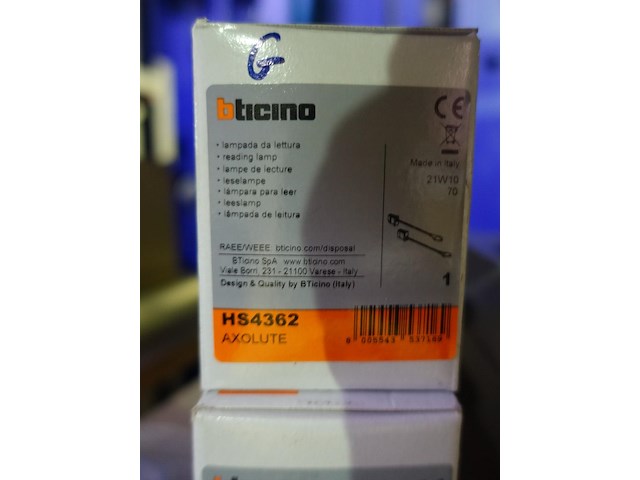 G
bticino
CE
• lampada da lettura
• reading lamp
• lampe de lecture
• leselampe
• lámpara para leer
• leeslamp
• lâmpada de leitura
Made in Italy
21W10
70
RAEE/WEEE: bticino.com/disposal
BTicino SpA www.bticino.com
Viale Borri, 231 - 21100 Varese - Italy
Design & Quality by BTicino (Italy)
1
HS4362
AXOLUTE
bticino